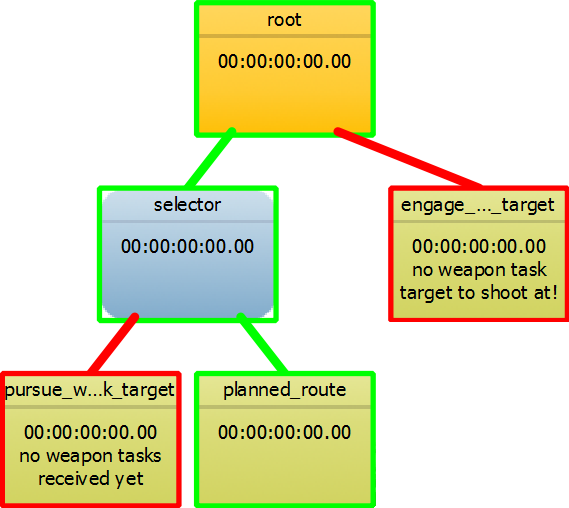 root
00:00:00:00.00
selector
00:00:00:00.00
engage_..._target
00:00:00:00.00
no weapon task
target to shoot at!
pursue_w...k_target
00:00:00:00.00
no weapon tasks
received yet
planned_route
00:00:00:00.00